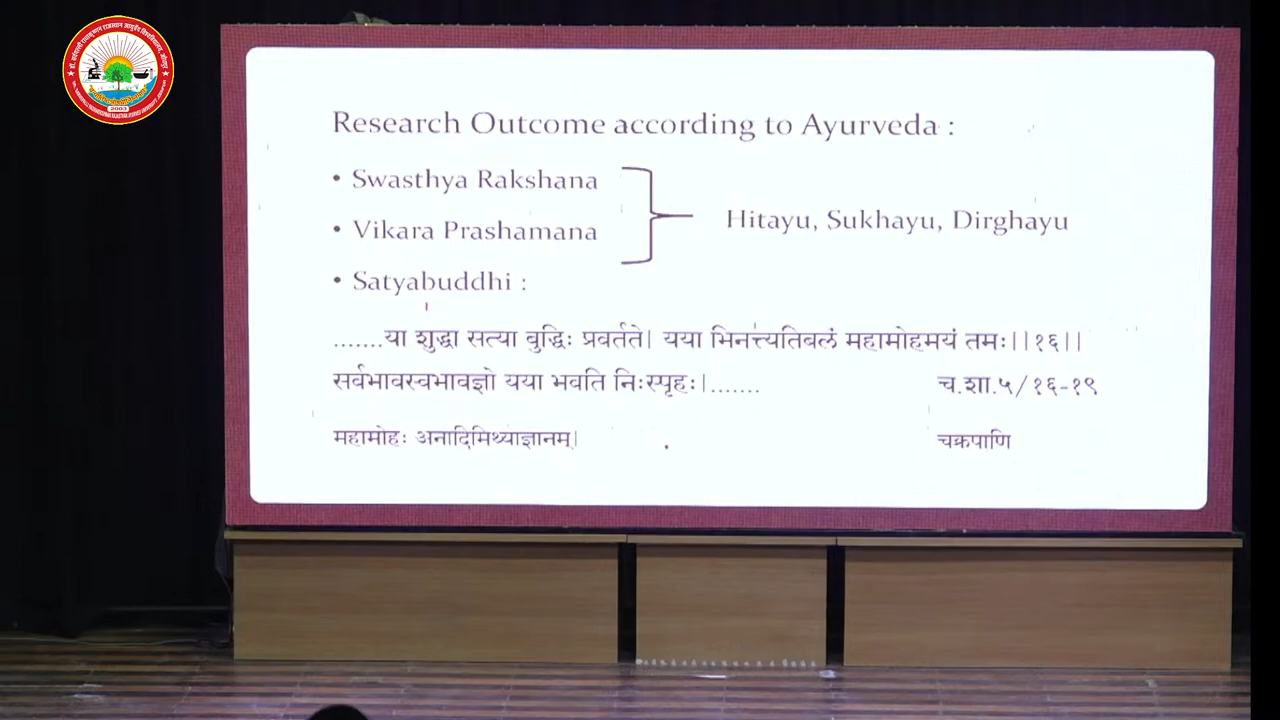 Research Outcome according to Ayurveda :
• Swasthya Rakshana
• Vikara Prashamana
Hitayu, Sukhayu, Dirghayu
• Satyabuddhi :
.......या शुद्धा सत्या बुद्धिः प्रवर्तते। यया भिनत्त्यतिबलं महामोहमयं तमः।।१६।।
सर्वभावस्वभावज्ञो यया भवति निःस्पृहः।....... च.शा.५/१६-१९
महामोहः अनादिमिथ्याज्ञानम्। चक्रपाणि
2003